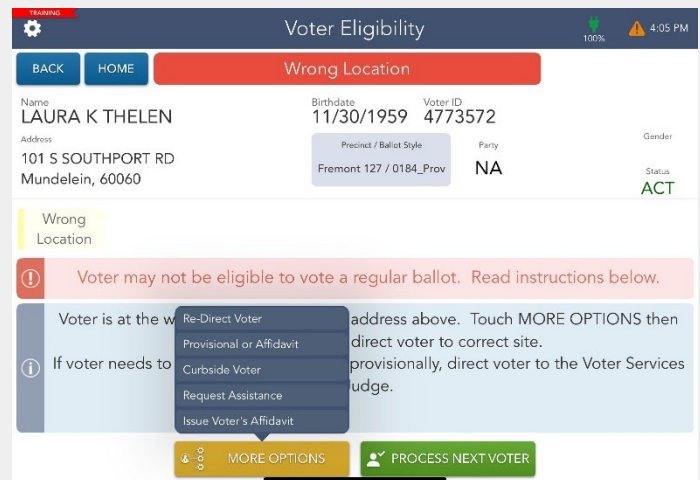 TRAINING
Voter Eligibility
100%
4:05 PM
BACK
HOME
Wrong Location
Name
LAURA K THELEN
Birthdate
11/30/1959
Voter ID
4773572
Address
101 S SOUTHPORT RD
Mundelein, 60060
Precinct / Ballot Style
Fremont 127 / 0184_Prov
Party
NA
Gender
Status
ACT
Wrong
Location
Voter may not be eligible to vote a regular ballot. Read instructions below.
Voter is at the w
address above. Touch MORE OPTIONS then
direct voter to correct site.
If voter needs to
provisionally, direct voter to the Voter Services
udge.
Re-Direct Voter
Provisional or Affidavit
Curbside Voter
Request Assistance
Issue Voter's Affidavit
MORE OPTIONS
PROCESS NEXT VOTER